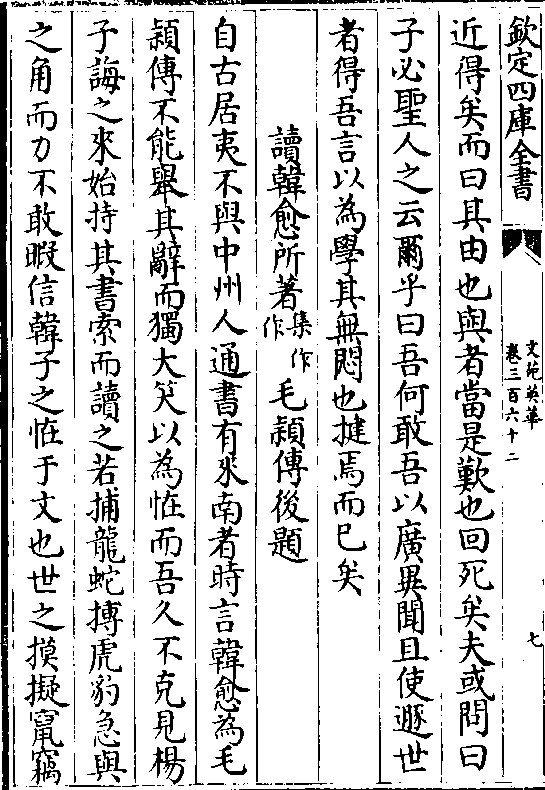 欽定四庫全書
文苑英華
卷三百六十二
七
近得矣而曰其由也與者當是歎也回死矣夫或問曰
子必聖人之云爾乎曰吾何敢吾以廣異聞且使遯世
者得吾言以為學其無悶也揵焉而已矣
讀韓愈所著集作作毛穎傳後題
自古居夷不與中州人通書有來南者時言韓愈為毛
潁傳不能舉其辭而獨大笑以為怪而吾久不克見楊
子誨之來始持其書索而讀之若捕龍蛇搏虎豹急與
之角而力不敢暇信韓子之怪于文也世之摸擬竄竊